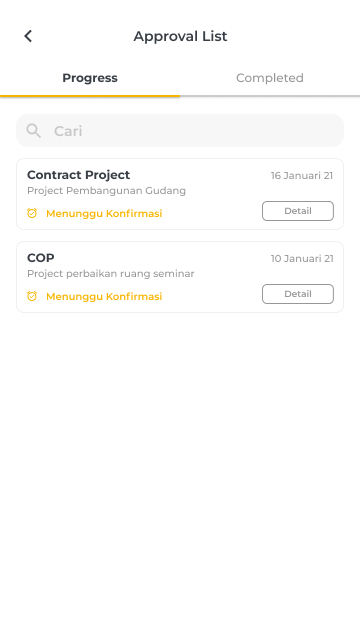 Approval List
Progress
Completed
Cari
Contract Project
16 Januari 21
Project Pembangunan Gudang
Menunggu Konfirmasi
Detail
COP
10 Januari 21
Project perbaikan ruang seminar
Menunggu Konfirmasi
Detail